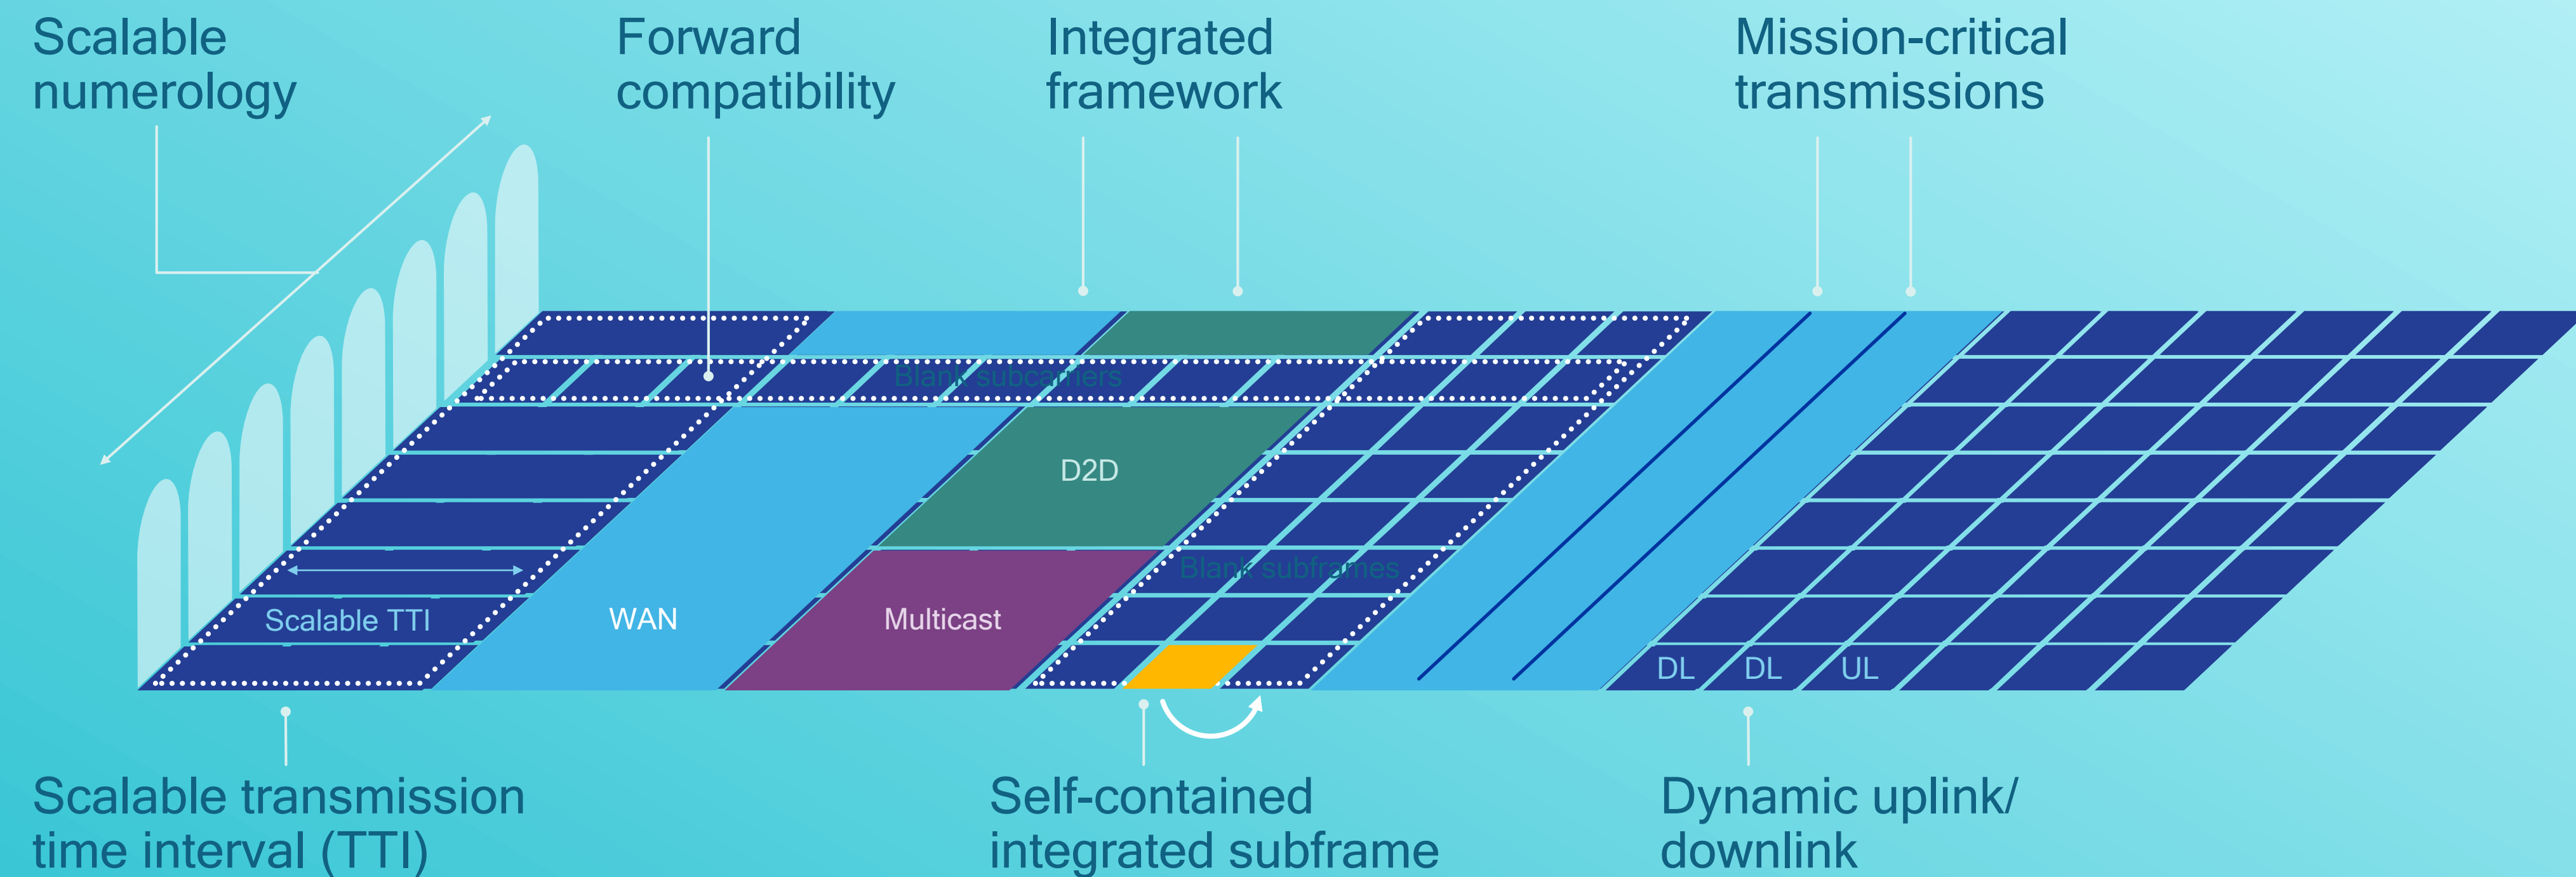 Scalable
numerology
Forward
compatibility
Integrated
framework
Mission-critical
transmissions
Blank subcarriers
D2D
Blank subframes
Scalable TTI
WAN
Multicast
DL
DL
UL
Scalable transmission
time interval (TTI)
Self-contained
integrated subframe
Dynamic uplink/
downlink